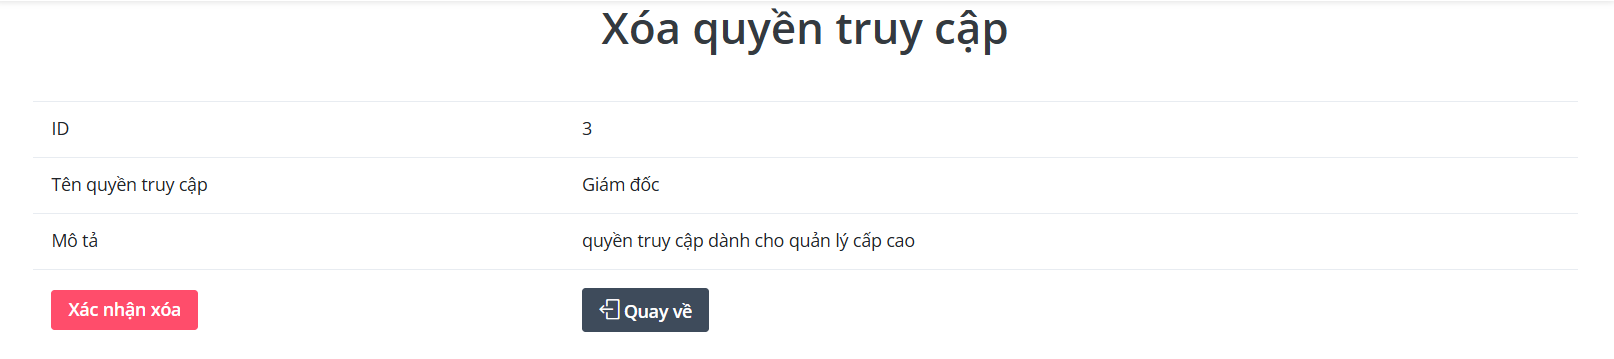 Xóa quyền truy cập
ID 3
Tên quyền truy cập Giám đốc
Mô tả quyền truy cập dành cho quản lý cấp cao
Xác nhận xóa Quay về